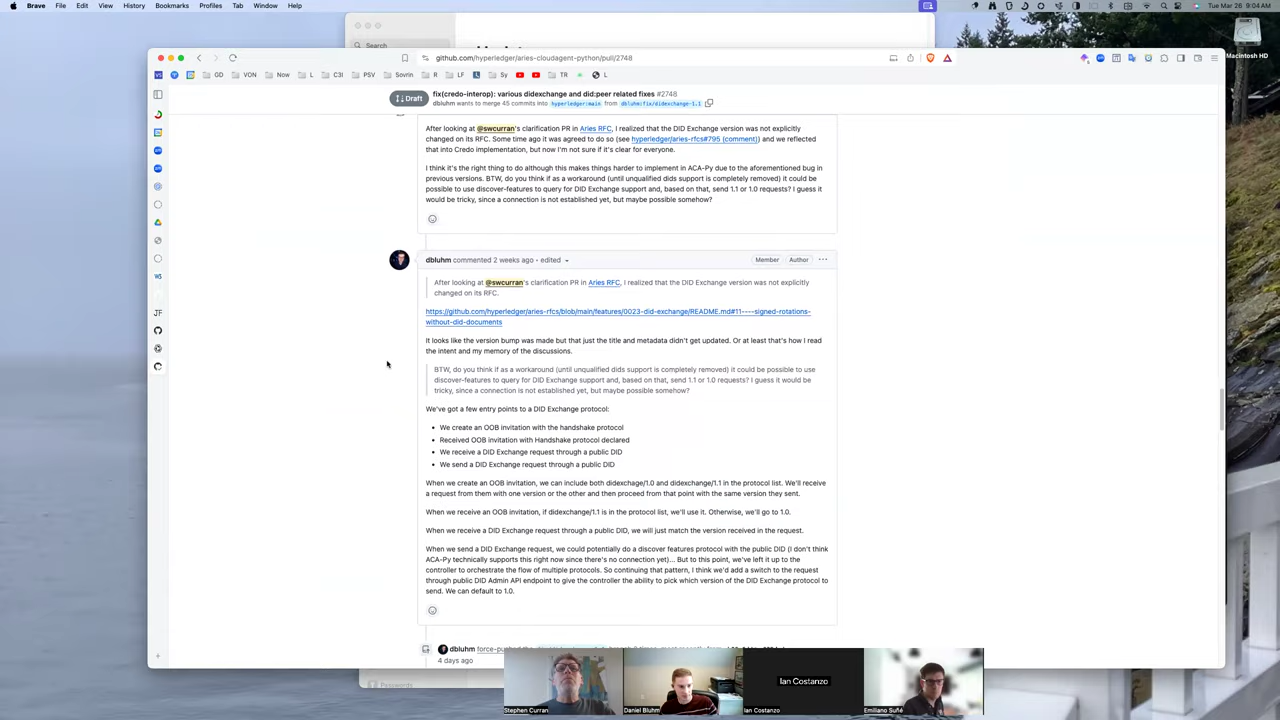 Brave File Edit View History Bookmarks Profiles Tab Window Help
Tue Mar 26 9:04 AM
Search
Macintosh HD
github.com/hyperledger/aries-cloudagent-python/pull/2748
GD VON Now L C3I PSV Sovrin R LF Sy TR L
Draft
fix(credo-interop): various didexchange and did:peer related fixes #2748
dbluhm wants to merge 45 commits into hyperledger:main from dbluhm:fix/didexchange-1.1
After looking at @swcurran's clarification PR in Aries RFC, I realized that the DID Exchange version was not explicitly
changed on its RFC. Some time ago it was agreed to do so (see hyperledger/aries-rfcs#795 (comment)) and we reflected
that into Credo implementation, but now I'm not sure if it's clear for everyone.
I think it's the right thing to do although this makes things harder to implement in ACA-Py due to the aforementioned bug in
previous versions. BTW, do you think if as a workaround (until unqualified dids support is completely removed) it could be
possible to use discover-features to query for DID Exchange support and, based on that, send 1.1 or 1.0 requests? I guess it
would be tricky, since a connection is not established yet, but maybe possible somehow?
dbluhm commented 2 weeks ago • edited
Member Author
After looking at @swcurran's clarification PR in Aries RFC, I realized that the DID Exchange version was not explicitly
changed on its RFC.
https://github.com/hyperledger/aries-rfcs/blob/main/features/0023-did-exchange/README.md#11----signed-rotations-
without-did-documents
It looks like the version bump was made but that just the title and metadata didn't get updated. Or at least that's how I read
the intent and my memory of the discussions.
BTW, do you think if as a workaround (until unqualified dids support is completely removed) it could be possible to use
discover-features to query for DID Exchange support and, based on that, send 1.1 or 1.0 requests? I guess it would be
tricky, since a connection is not established yet, but maybe possible somehow?
We've got a few entry points to a DID Exchange protocol:
• We create an OOB invitation with the handshake protocol
• Received OOB invitation with Handshake protocol declared
• We receive a DID Exchange request through a public DID
• We send a DID Exchange request through a public DID
When we create an OOB invitation, we can include both didexchage/1.0 and didexchange/1.1 in the protocol list. We'll receive
a request from them with one version or the other and then proceed from that point with the same version they sent.
When we receive an OOB invitation, if didexchange/1.1 is in the protocol list, we'll use it. Otherwise, we'll go to 1.0.
When we receive a DID Exchange request through a public DID, we will just match the version received in the request.
When we send a DID Exchange request, we could potentially do a discover features protocol with the public DID (I don't think
ACA-Py technically supports this right now since there's no connection yet)... But to this point, we've left it up to the
controller to orchestrate the flow of multiple protocols. So continuing that pattern, I think we'd add a switch to the request
through public DID Admin API endpoint to give the controller the ability to pick which version of the DID Exchange protocol to
send. We can default to 1.0.
dbluhm force-pushed the
4 days ago
Passwords
Ian Costanzo
Stephen Curran
Daniel Bluhm
Ian Costanzo
Emiliano Suñé